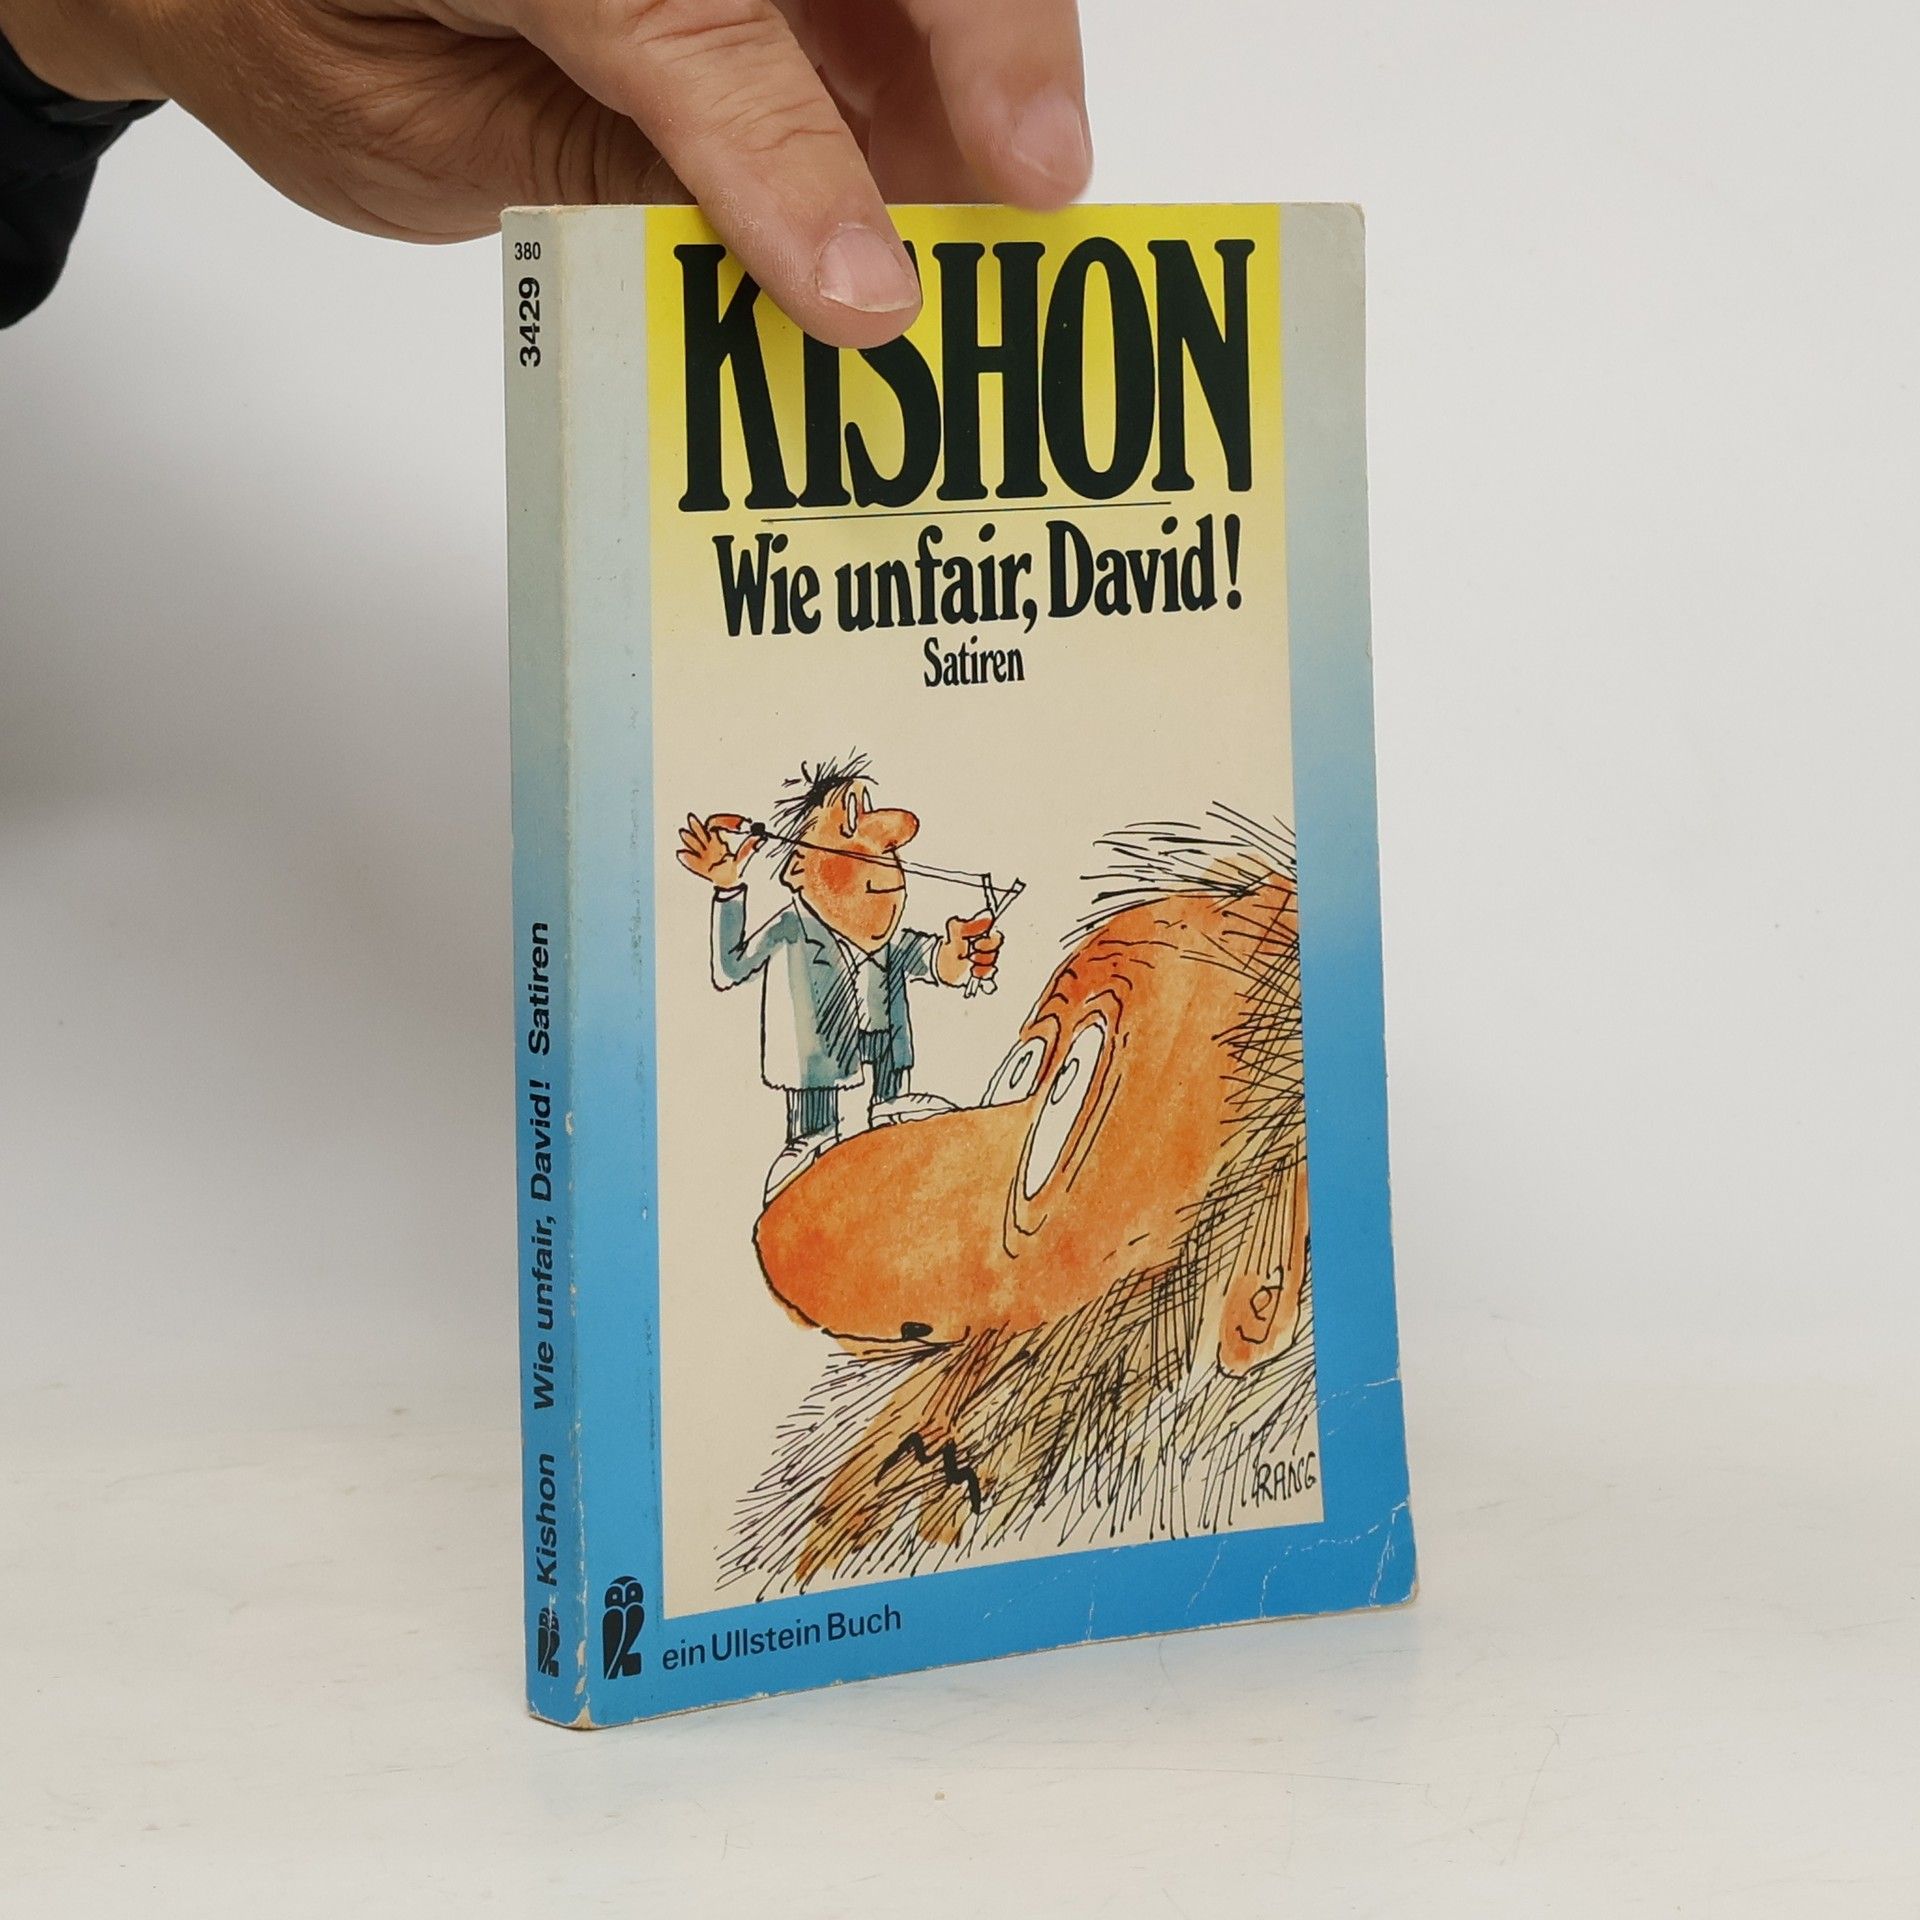 380
3429
Kishon Wie unfair, David! Satiren
KISHON
Wie unfair, David!
Satiren
RANG
ein Ullstein Buch